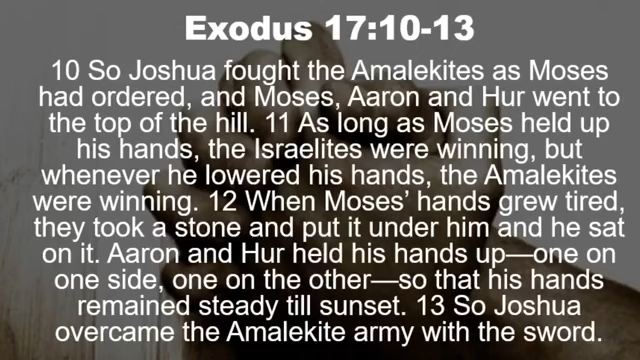 Exodus 17:10-13
10 So Joshua fought the Amalekites as Moses
had ordered, and Moses, Aaron and Hur went to
the top of the hill. 11 As long as Moses held up
his hands, the Israelites were winning, but
whenever he lowered his hands, the Amalekites
were winning. 12 When Moses’ hands grew tired,
they took a stone and put it under him and he sat
on it. Aaron and Hur held his hands up—one on
one side, one on the other—so that his hands
remained steady till sunset. 13 So Joshua
overcame the Amalekite army with the sword.